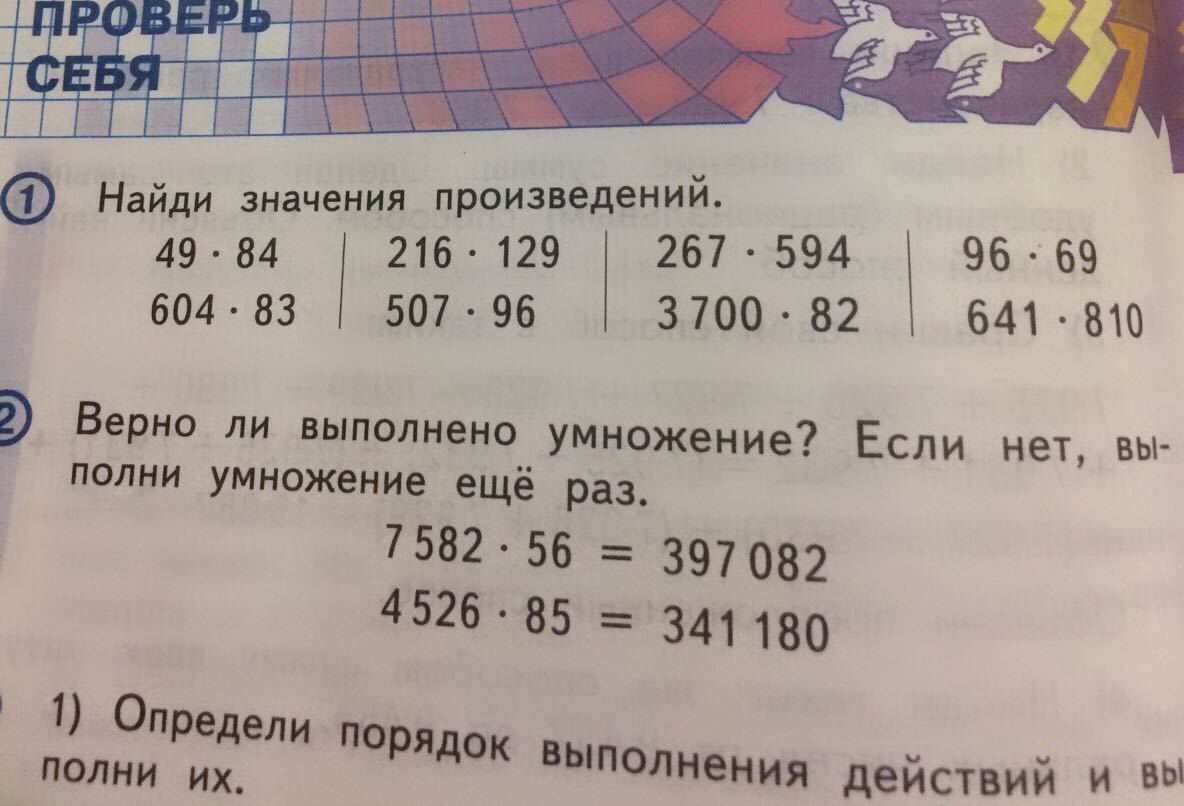 ПРОВЕРЬ
СЕБЯ
1 Найди значения произведений.
49 · 84 216 · 129 267 · 594 96 · 69
604 · 83 507 · 96 3 700 · 82 641 · 810
2 Верно ли выполнено умножение? Если нет, вы-
полни умножение ещё раз.
7 582 · 56 = 397 082
4 526 · 85 = 341 180
1) Определи порядок выполнения действий и вы
полни их.